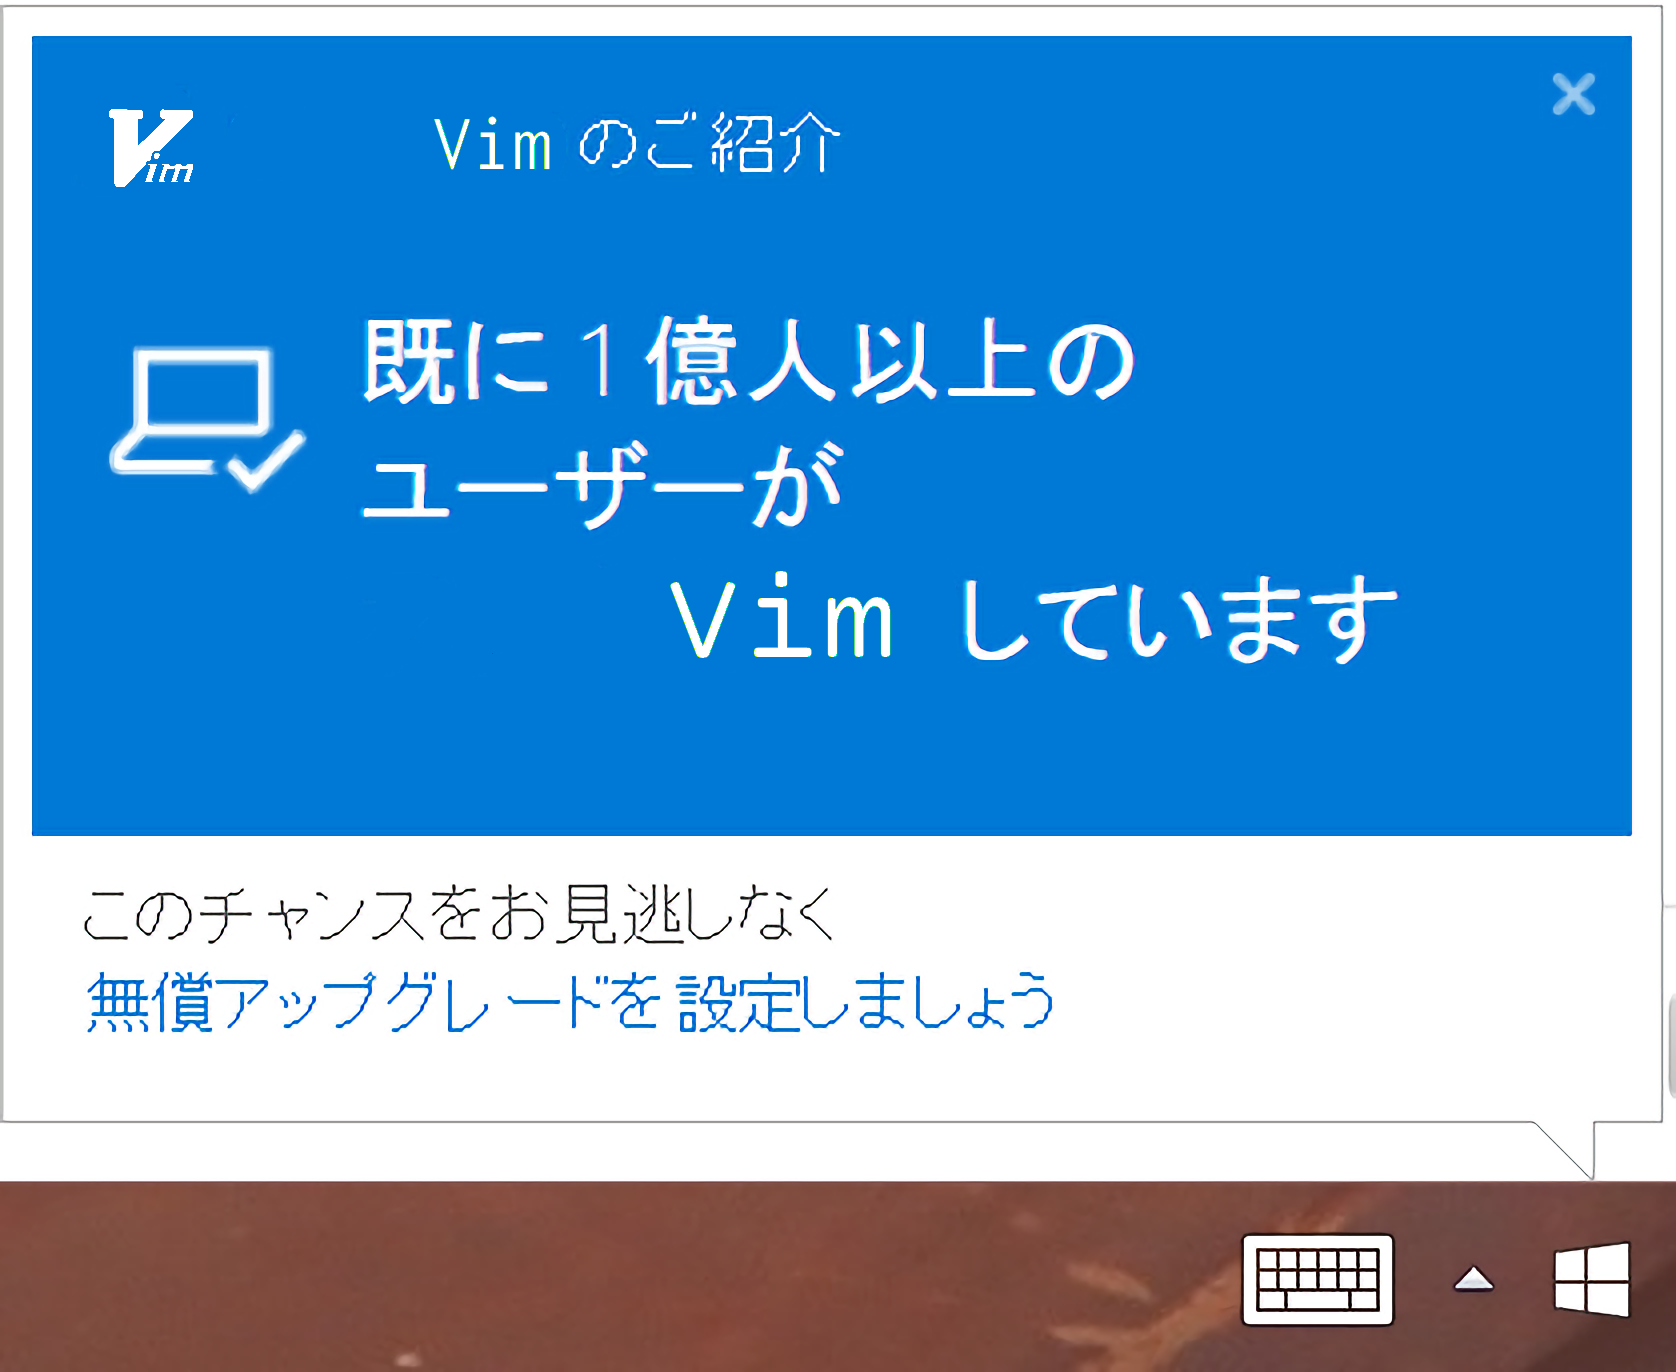 Vim
Vim のご紹介
既に1億人以上の
ユーザーが
Vim しています
このチャンスをお見逃しなく
無償アップグレードを設定しましょう